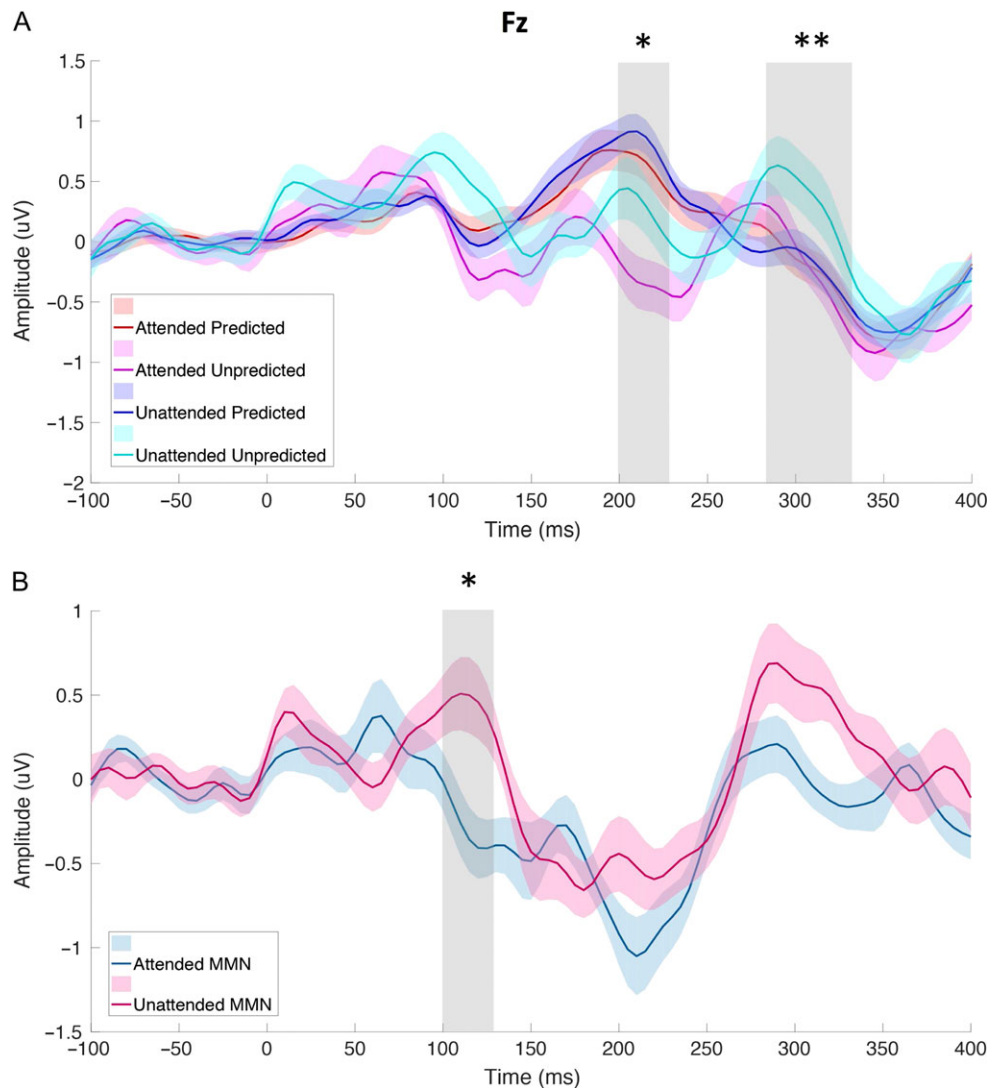 A
Fz
*
**
1.5
1
0.5
0
-0.5
-1
-1.5
-2
Amplitude (uV)
Attended Predicted
Attended Unpredicted
Unattended Predicted
Unattended Unpredicted
-100 -50 0 50 100 150 200 250 300 350 400
Time (ms)
B
*
1
0.5
0
-0.5
-1
-1.5
Amplitude (uV)
Attended MMN
Unattended MMN
-100 -50 0 50 100 150 200 250 300 350 400
Time (ms)